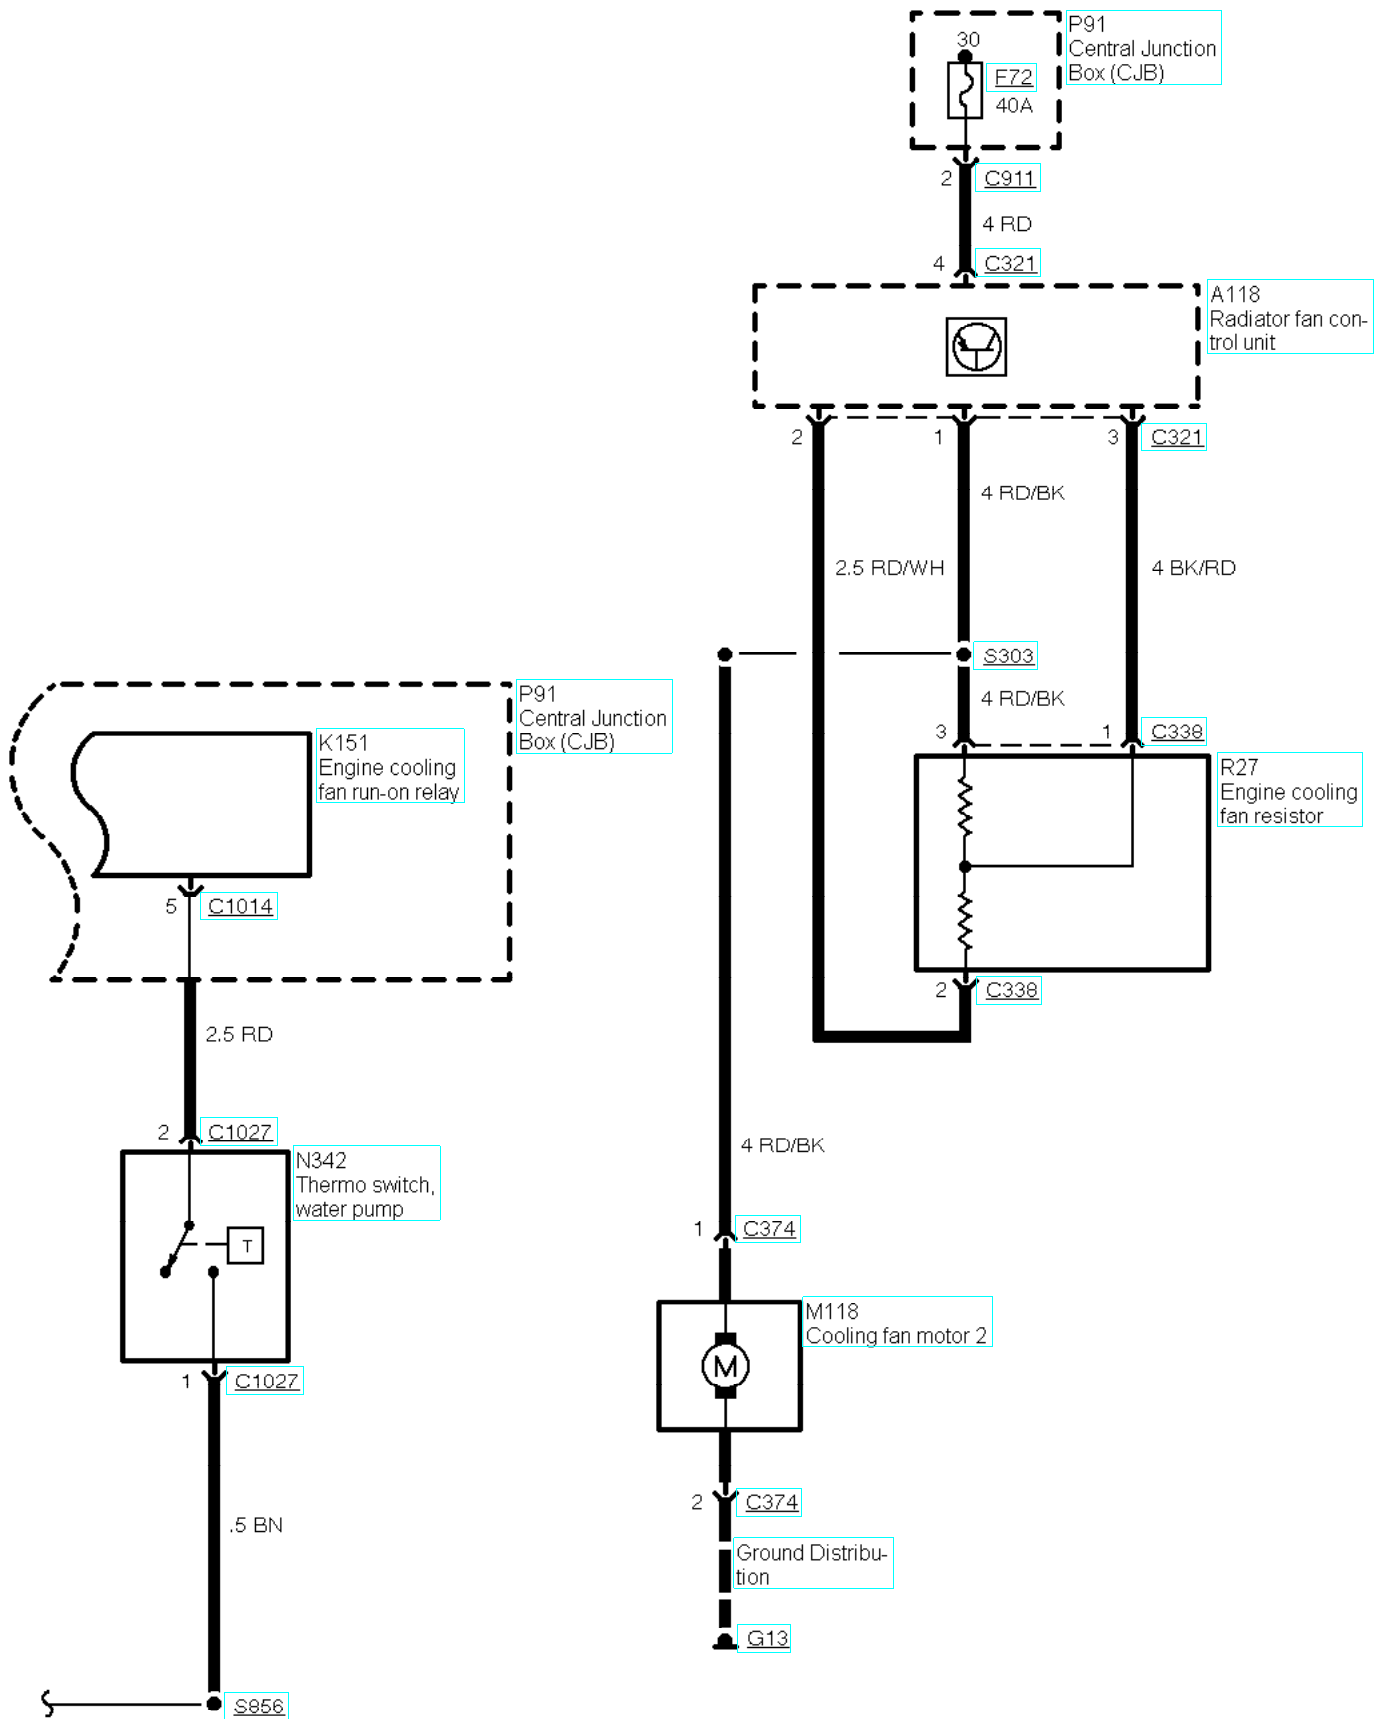 P91
Central Junction
Box (CJB)
30
F72
40A
2 C911
4 RD
4 C321
A118
Radiator fan con-
trol unit
2 1 3 C321
4 RD/BK
2.5 RD/WH 4 BK/RD
S303
4 RD/BK
3 1 C338
R27
Engine cooling
fan resistor
2 C338
P91
Central Junction
Box (CJB)
K151
Engine cooling
fan run-on relay
5 C1014
2.5 RD
2 C1027
N342
Thermo switch,
water pump
T
1 C1027
.5 BN
S856
4 RD/BK
1 C374
M118
Cooling fan motor 2
M
2 C374
Ground Distribu-
tion
G13